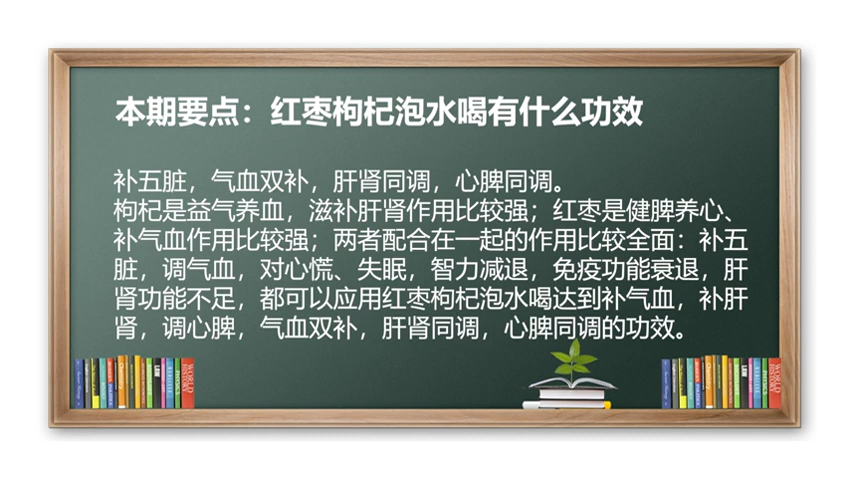 本期要点：红枣枸杞泡水喝有什么功效
补五脏，气血双补，肝肾同调，心脾同调。
枸杞是益气养血，滋补肝肾作用比较强；红枣是健脾养心、
补气血作用比较强；两者配合在一起的作用比较全面：补五
脏，调气血，对心慌、失眠，智力减退，免疫功能衰退，肝
肾功能不足，都可以应用红枣枸杞泡水喝达到补气血，补肝
肾，调心脾，气血双补，肝肾同调，心脾同调的功效。
WORLD HISTORY
WORLD HISTORY